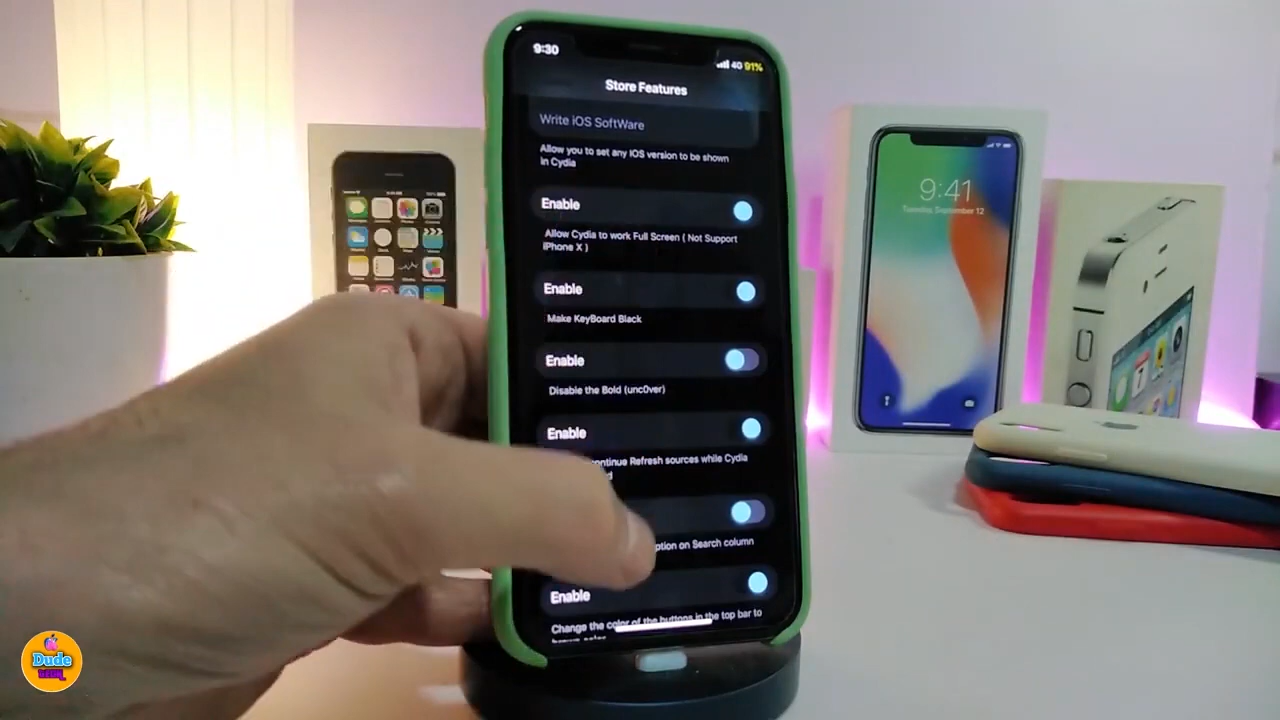 9:30
4G 91%
Store Features
Write iOS SoftWare
Allow you to set any iOS version to be shown
in Cydia
Enable
Allow Cydia to work Full Screen ( Not Support
iPhone X )
Enable
Make KeyBoard Black
Enable
Disable the Bold (unc0ver)
Enable
continue Refresh sources while Cydia
ption on Search column
Enable
Change the color of the buttons in the top bar to
9:41
Tuesday, September 12
Dude